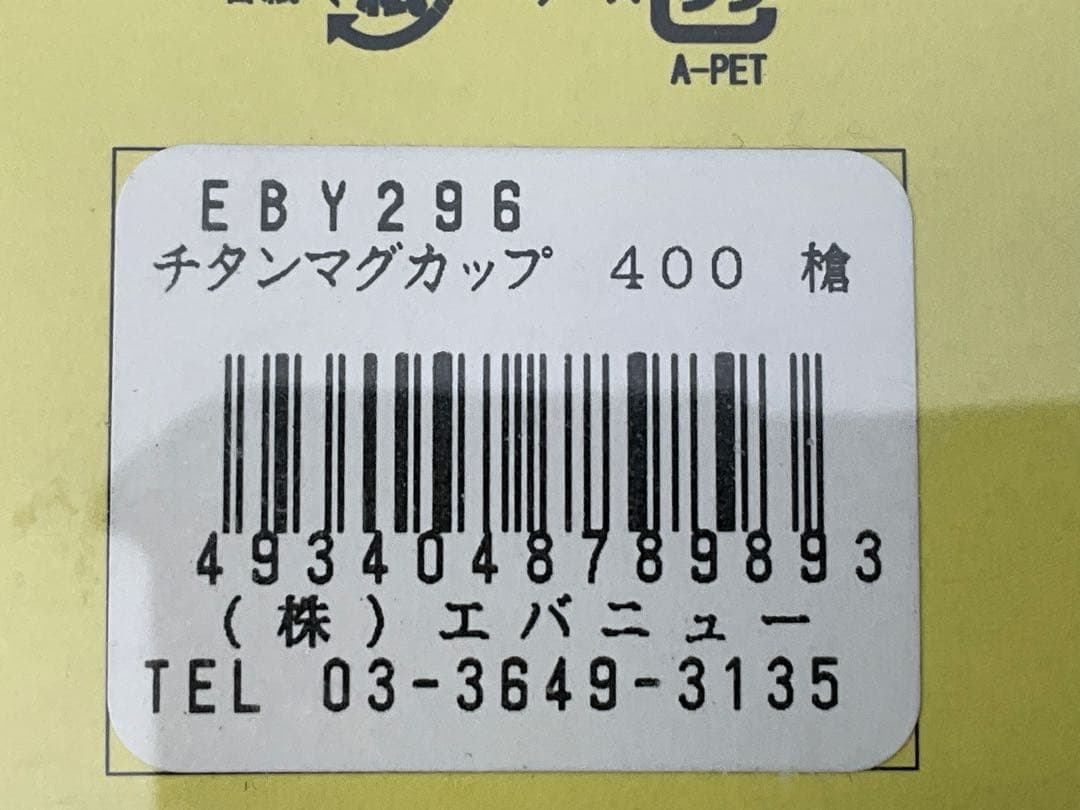 A-PET
EBY296
チタンマグカップ 400 槍
4934048789893
(株)エバニュー
TEL 03-3649-3135